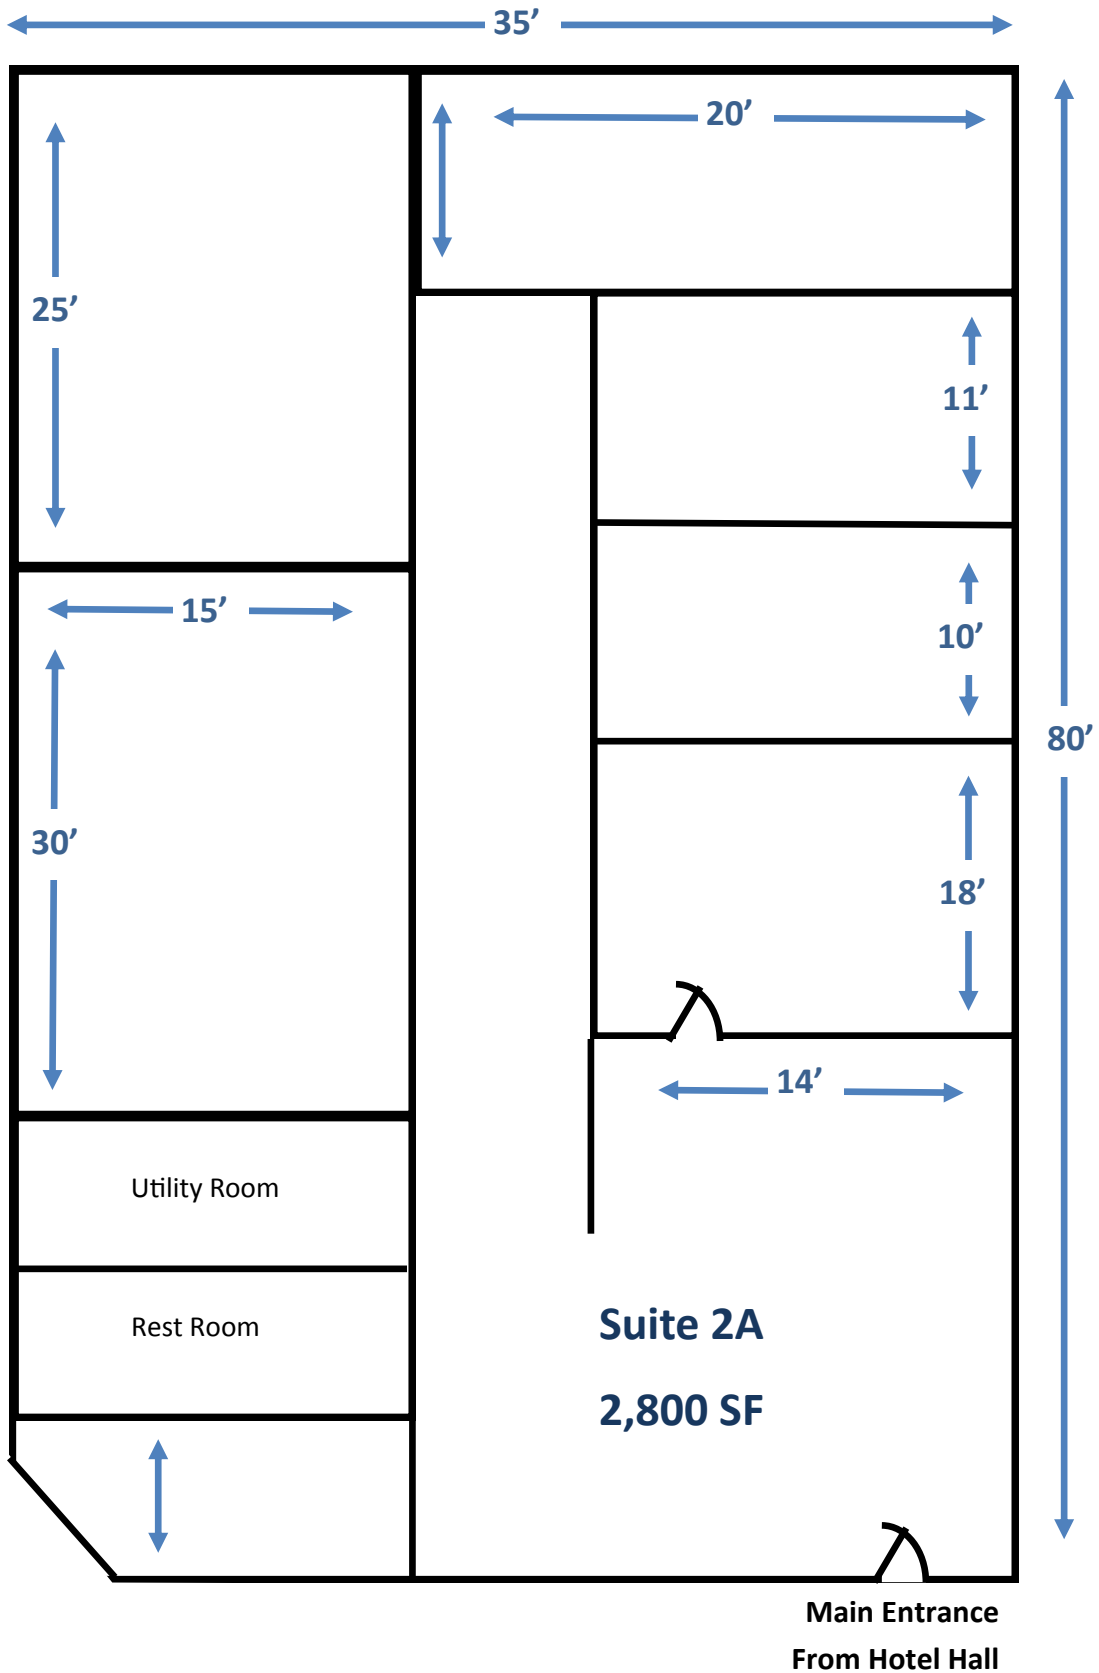 35’
20’
25’
11’
15’
10’
80’
30’
18’
14’
Utility Room
Rest Room
Suite 2A
2,800 SF
Main Entrance
From Hotel Hall